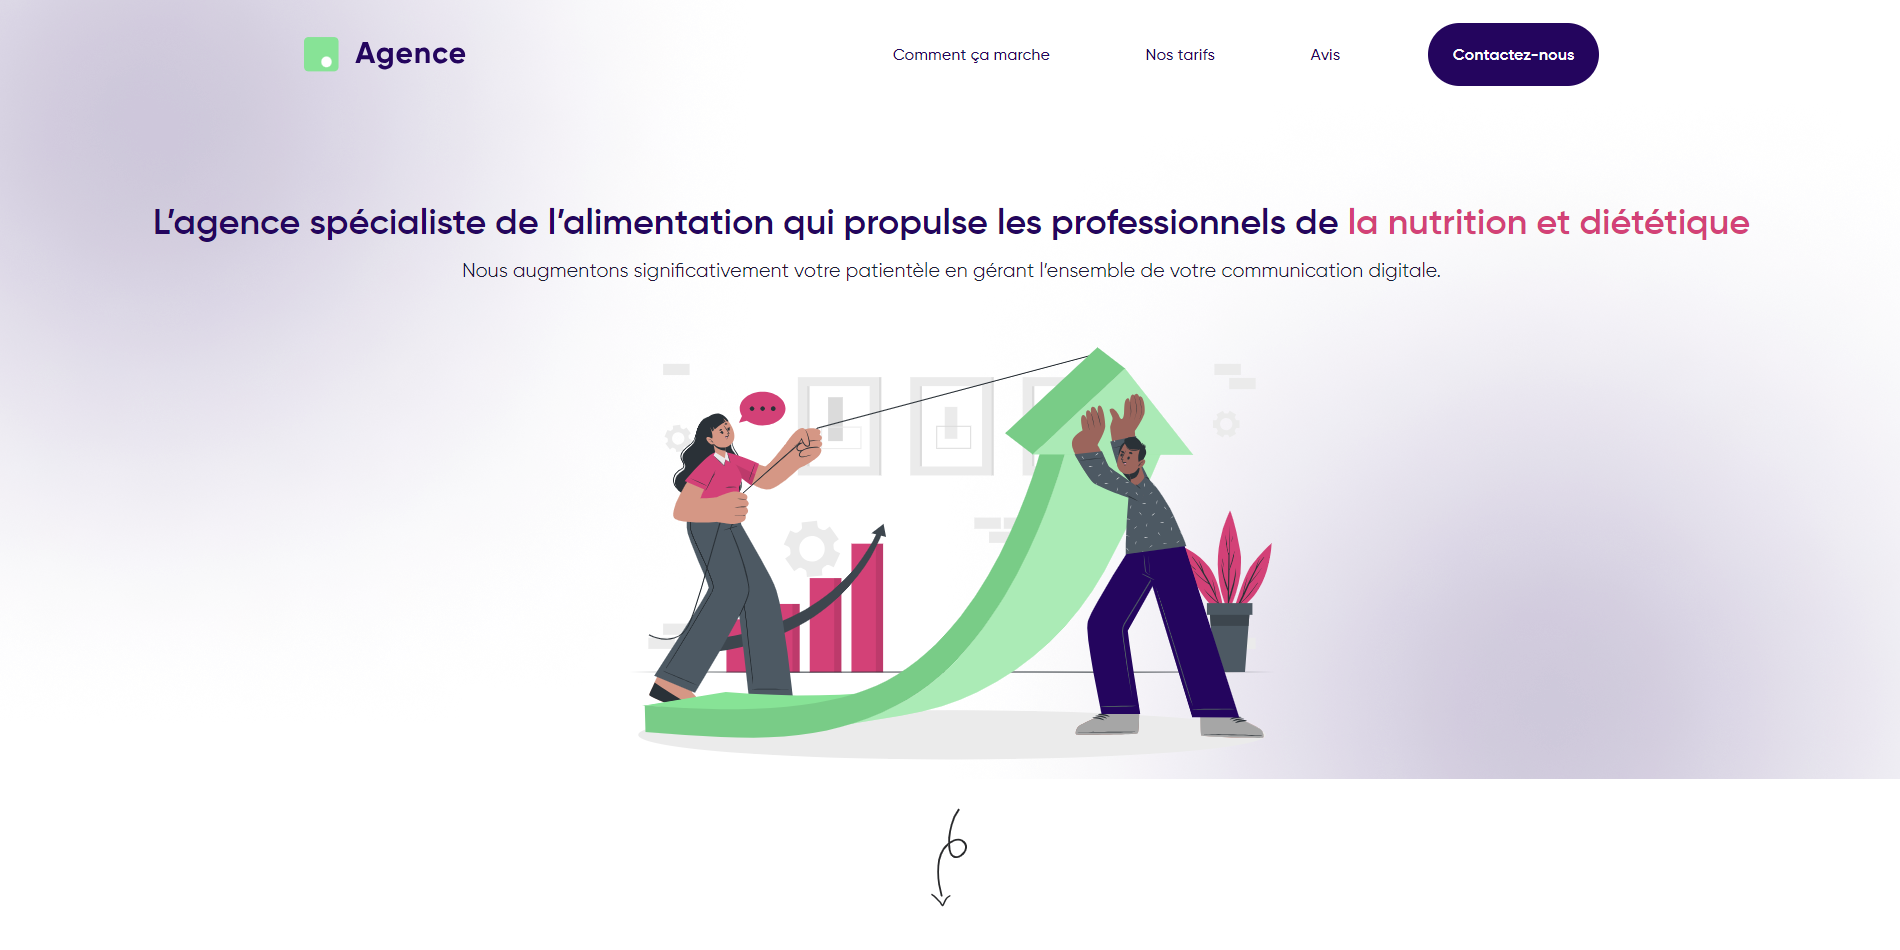 Agence
Comment ça marche
Nos tarifs
Avis
Contactez-nous
L’agence spécialiste de l’alimentation qui propulse les professionnels de la nutrition et diététique
Nous augmentons significativement votre patientèle en gérant l’ensemble de votre communication digitale.